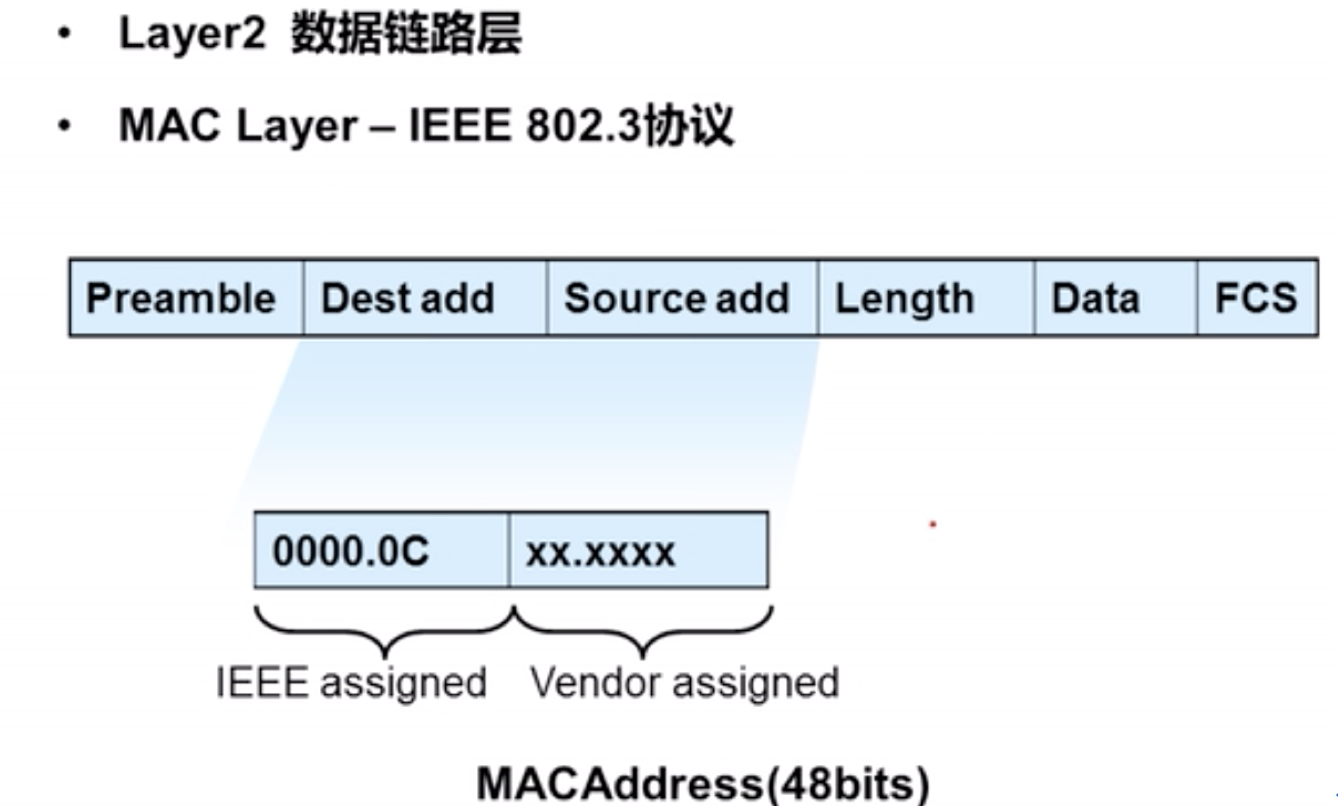 • Layer2 数据链路层
• MAC Layer – IEEE 802.3协议
Preamble Dest add Source add Length Data FCS
0000.0C xx.xxxx
IEEE assigned Vendor assigned
MACAddress(48bits)